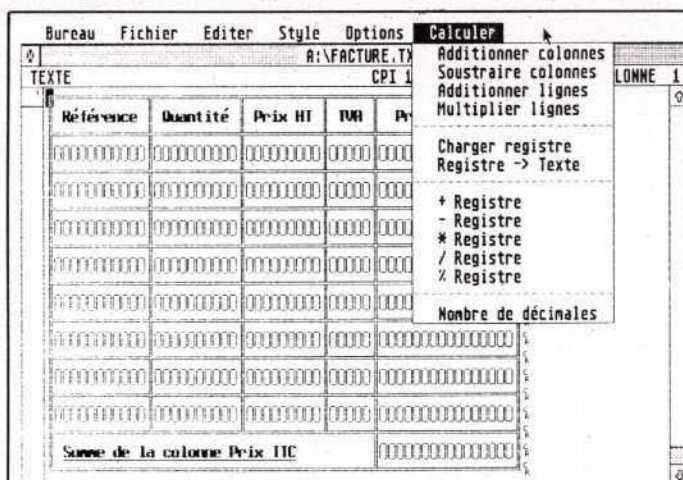 Bureau Fichier Editer Style Options Calculer
A:\FACTURE.TX
TEXTE CPI 1 LONNE 1
Additionner colonnes
Soustraire colonnes
Additionner lignes
Multiplier lignes
Charger registre
Registre -> Texte
+ Registre
- Registre
* Registre
/ Registre
% Registre
Nombre de décimales
Référence Quantité Prix HT TVA Pr
Somme de la colonne Prix TTC